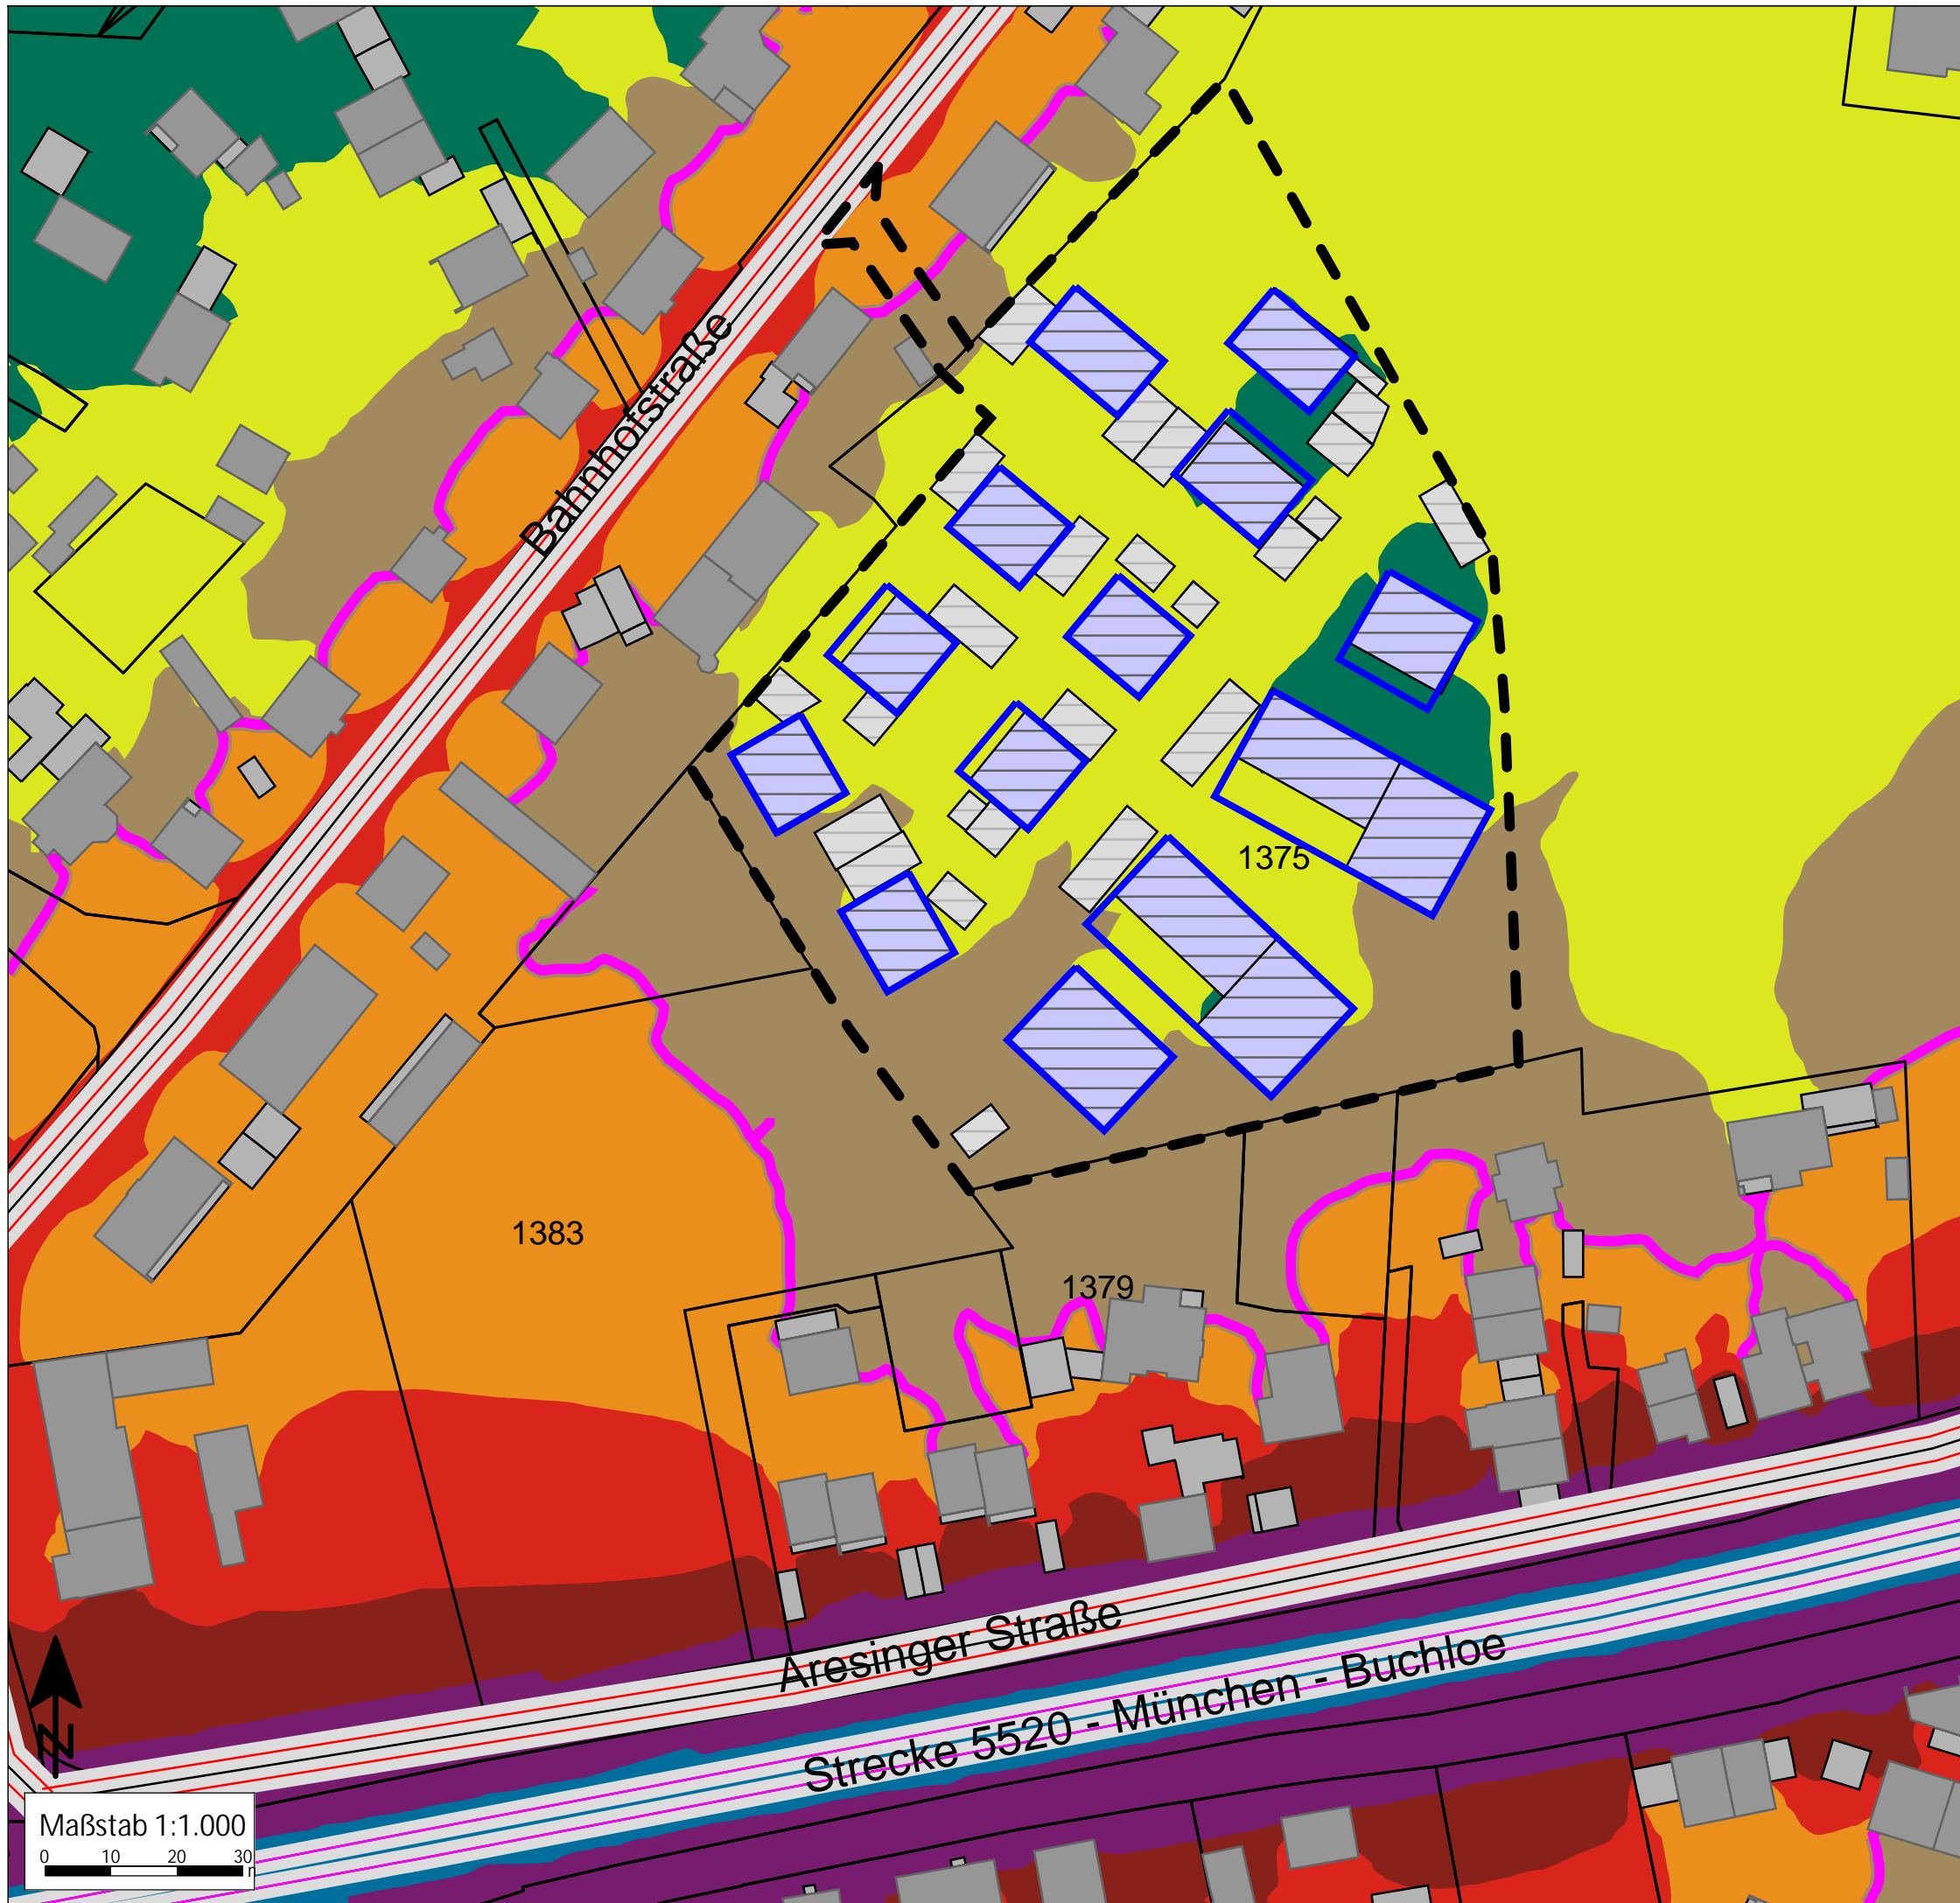 Bahnhofstraße
1375
1383
1379
Aresinger Straße
Strecke 5520 - München - Buchloe
N
Maßstab 1:1.000
0 10 20 30